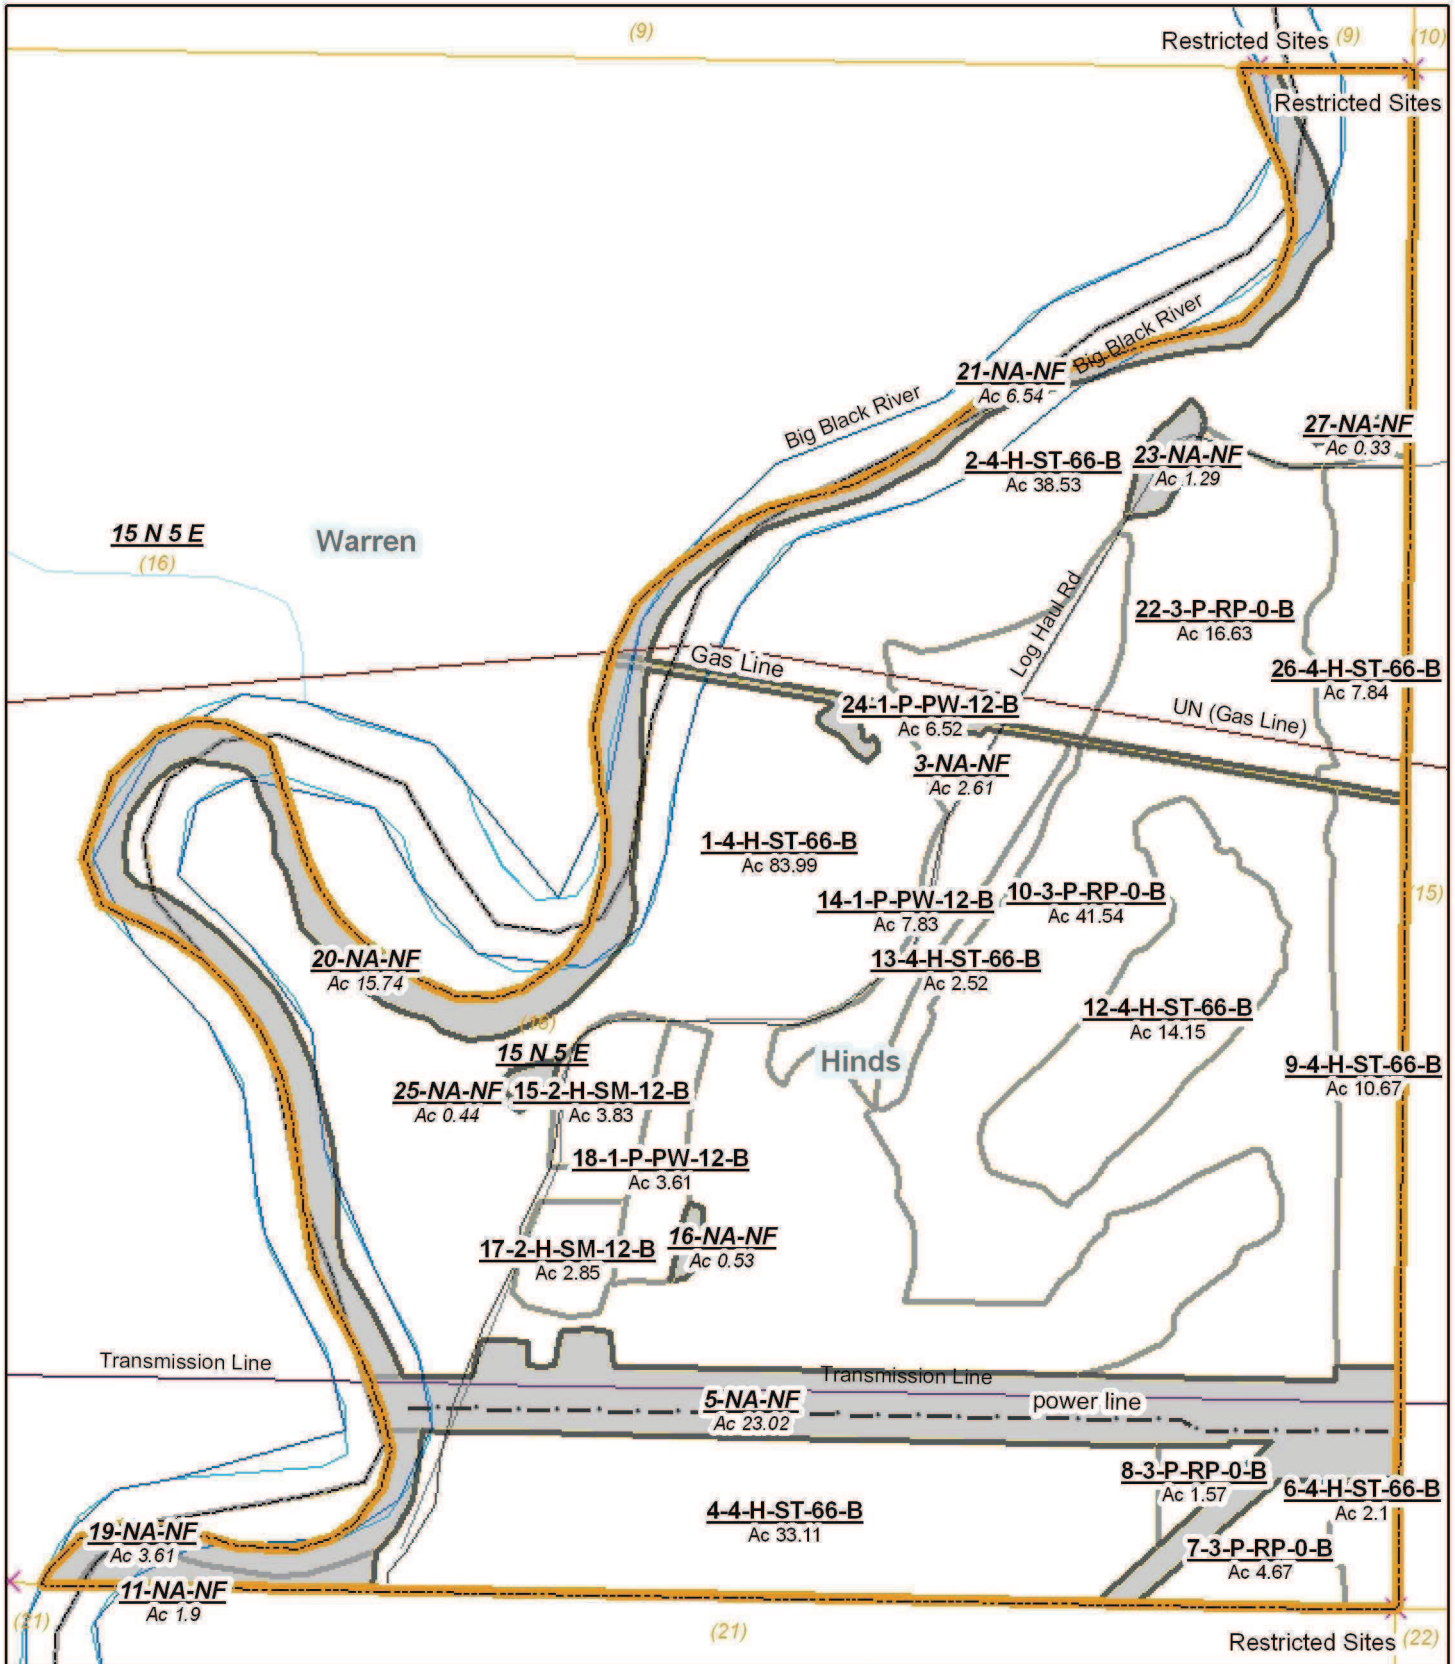 (9)
Restricted Sites
(9)
(10)
Restricted Sites
Big Black River
21-NA-NF
Ac 6.54
Big Black River
27-NA-NF
Ac 0.33
2-4-H-ST-66-B
Ac 38.53
23-NA-NF
Ac 1.29
15 N 5 E
(16)
Warren
Log Haul Rd
22-3-P-RP-0-B
Ac 16.63
Gas Line
26-4-H-ST-66-B
Ac 7.84
24-1-P-PW-12-B
Ac 6.52
UN (Gas Line)
3-NA-NF
Ac 2.61
1-4-H-ST-66-B
Ac 83.99
14-1-P-PW-12-B
Ac 7.83
10-3-P-RP-0-B
Ac 41.54
(15)
20-NA-NF
Ac 15.74
13-4-H-ST-66-B
Ac 2.52
12-4-H-ST-66-B
Ac 14.15
(16)
15 N 5 E
Hinds
9-4-H-ST-66-B
Ac 10.67
25-NA-NF
Ac 0.44
15-2-H-SM-12-B
Ac 3.83
18-1-P-PW-12-B
Ac 3.61
17-2-H-SM-12-B
Ac 2.85
16-NA-NF
Ac 0.53
Transmission Line
Transmission Line
5-NA-NF
Ac 23.02
power line
8-3-P-RP-0-B
Ac 1.57
6-4-H-ST-66-B
Ac 2.1
4-4-H-ST-66-B
Ac 33.11
19-NA-NF
Ac 3.61
7-3-P-RP-0-B
Ac 4.67
11-NA-NF
Ac 1.9
(21)
(21)
Restricted Sites
(22)